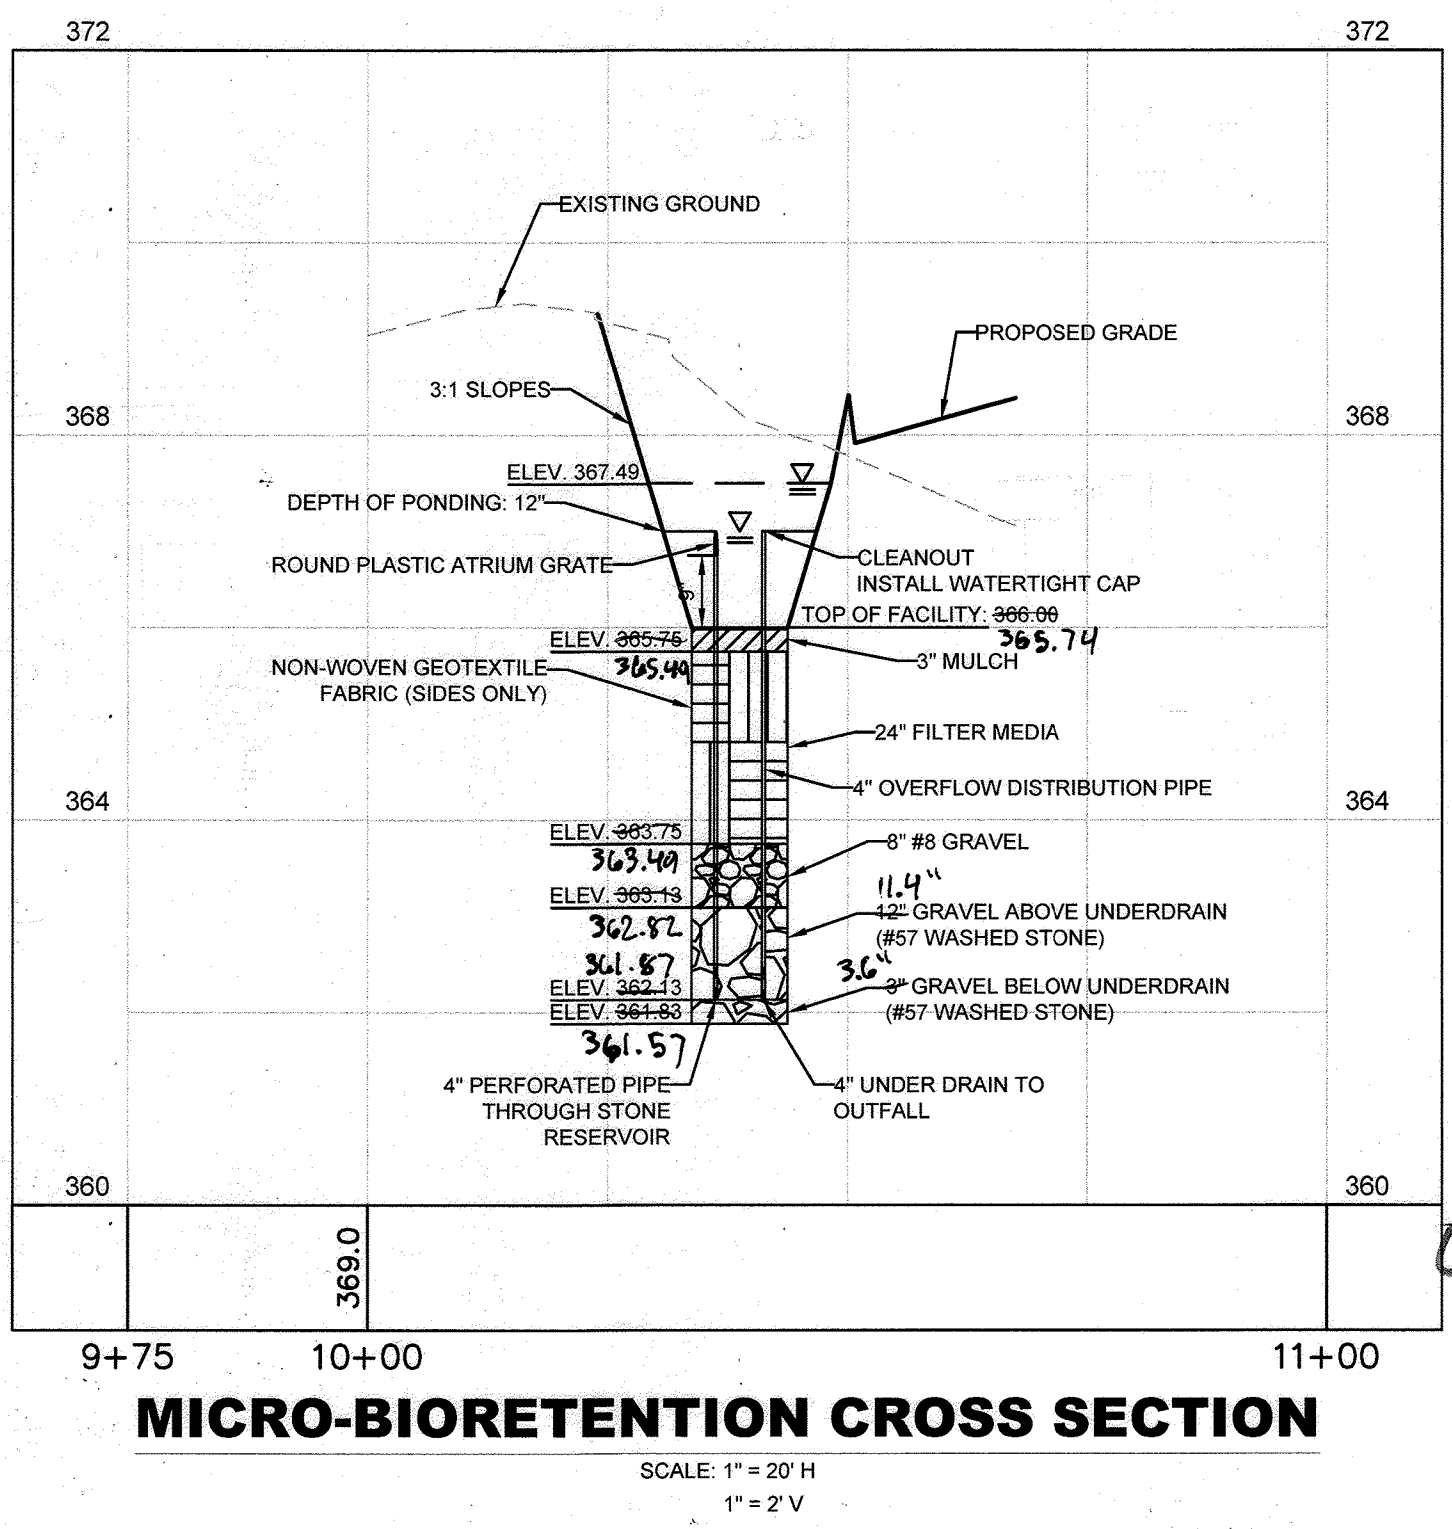 372 372
EXISTING GROUND
PROPOSED GRADE
3:1 SLOPES
368 368
ELEV. 367.49
DEPTH OF PONDING: 12"
ROUND PLASTIC ATRIUM GRATE
CLEANOUT
INSTALL WATERTIGHT CAP
9"
TOP OF FACILITY: 366.00
365.74
ELEV. 365.75
365.49
3" MULCH
NON-WOVEN GEOTEXTILE
FABRIC (SIDES ONLY)
24" FILTER MEDIA
4" OVERFLOW DISTRIBUTION PIPE
364 364
ELEV. 363.75
363.49
8" #8 GRAVEL
11.4"
ELEV. 363.13
362.82
12" GRAVEL ABOVE UNDERDRAIN
(#57 WASHED STONE)
361.87
3.6"
ELEV. 362.13
3" GRAVEL BELOW UNDERDRAIN
(#57 WASHED STONE)
ELEV. 361.83
361.57
4" PERFORATED PIPE
THROUGH STONE
RESERVOIR
4" UNDER DRAIN TO
OUTFALL
360 360
369.0
9+75 10+00 11+00
MICRO-BIORETENTION CROSS SECTION
SCALE: 1" = 20' H
1" = 2' V